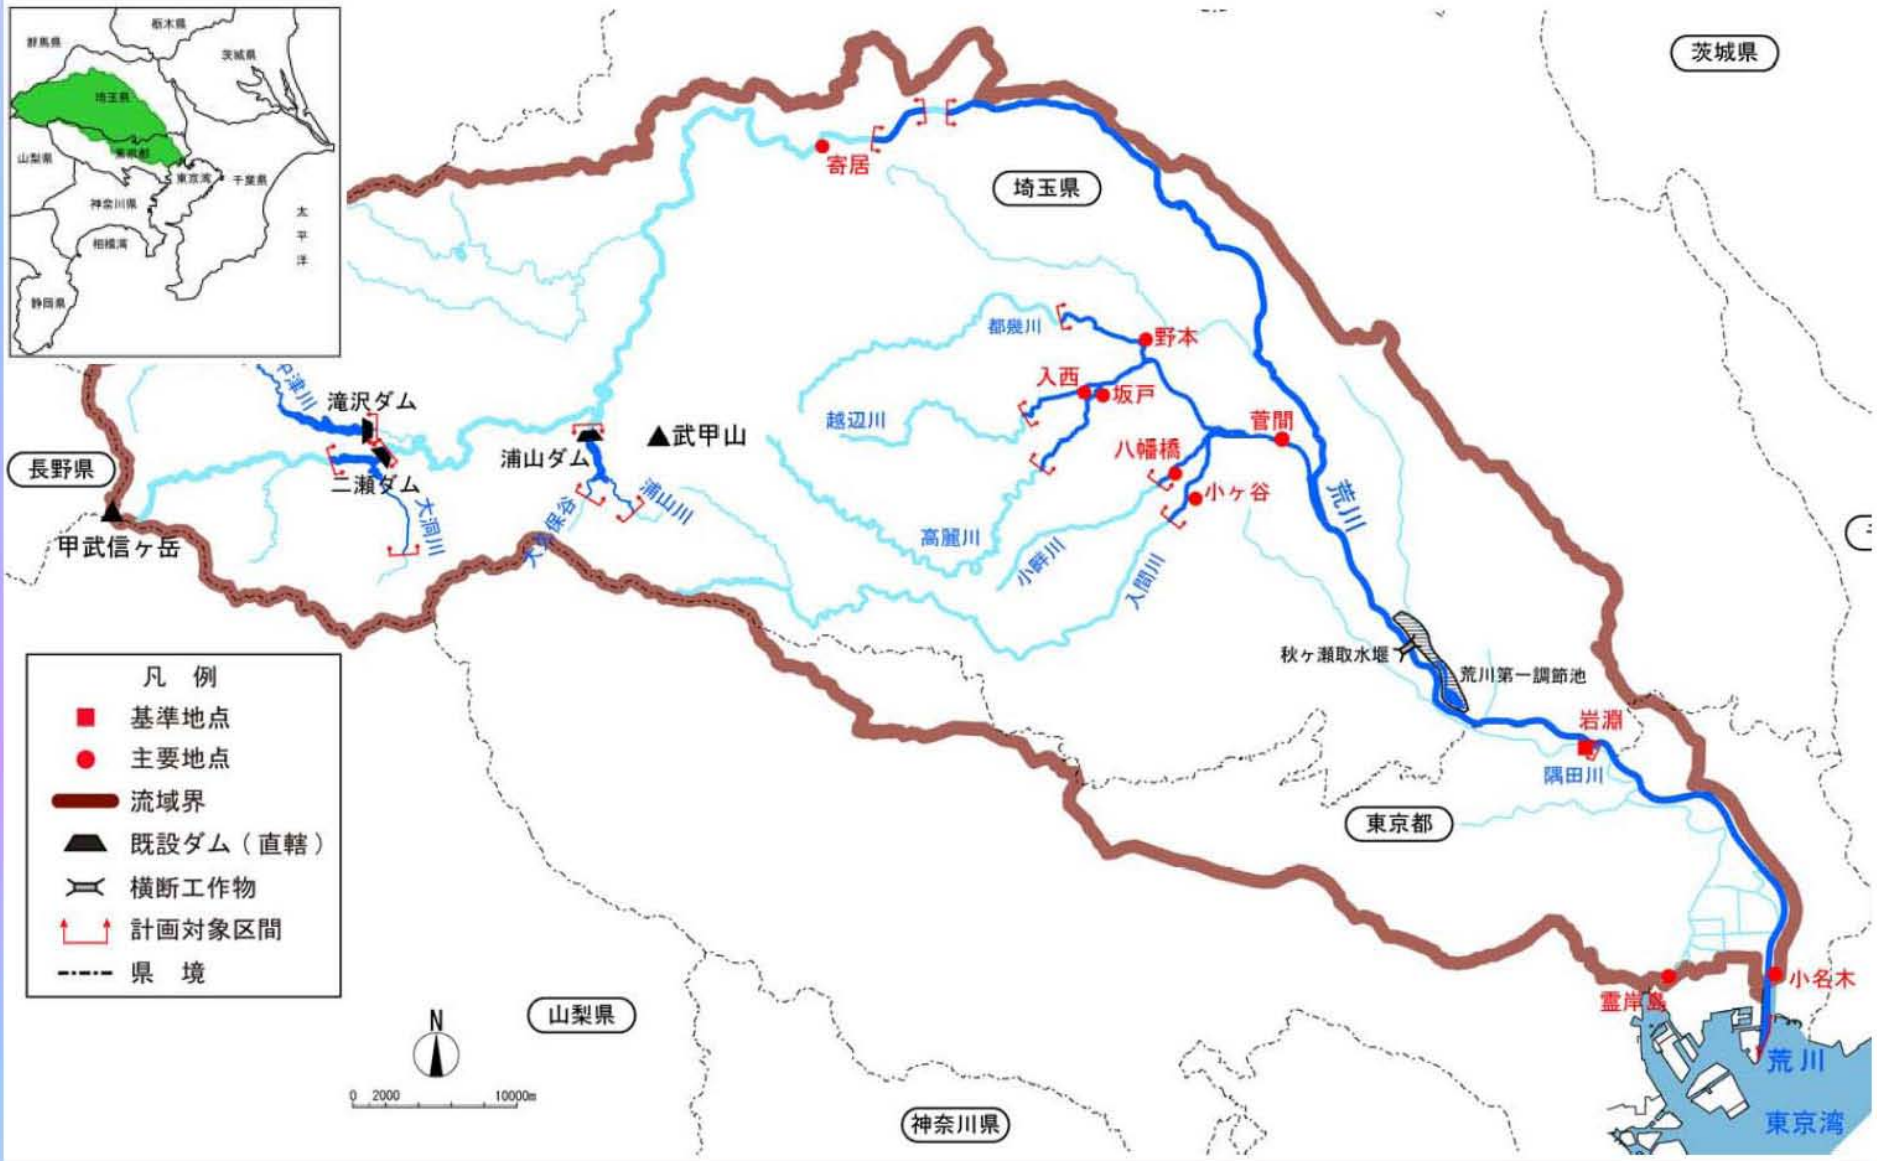 栃木県
群馬県
茨城県
埼玉県
東京都
山梨県
東京湾
千葉県
神奈川県
相模湾
太平洋
静岡県
茨城県
埼玉県
寄居
都幾川
野本
入西
坂戸
越辺川
菅間
八幡橋
小ヶ谷
荒川
高麗川
小畔川
入間川
中津川
滝沢ダム
二瀬ダム
大洞川
浦山ダム
武甲山
浦山川
長野県
甲武信ヶ岳
秋ヶ瀬取水堰
荒川第一調節池
岩淵
隅田川
東京都
凡 例
基準地点
主要地点
流域界
既設ダム（直轄）
横断工作物
計画対象区間
県 境
N
0 2000 10000m
山梨県
神奈川県
霊岸島
小名木
荒川
東京湾